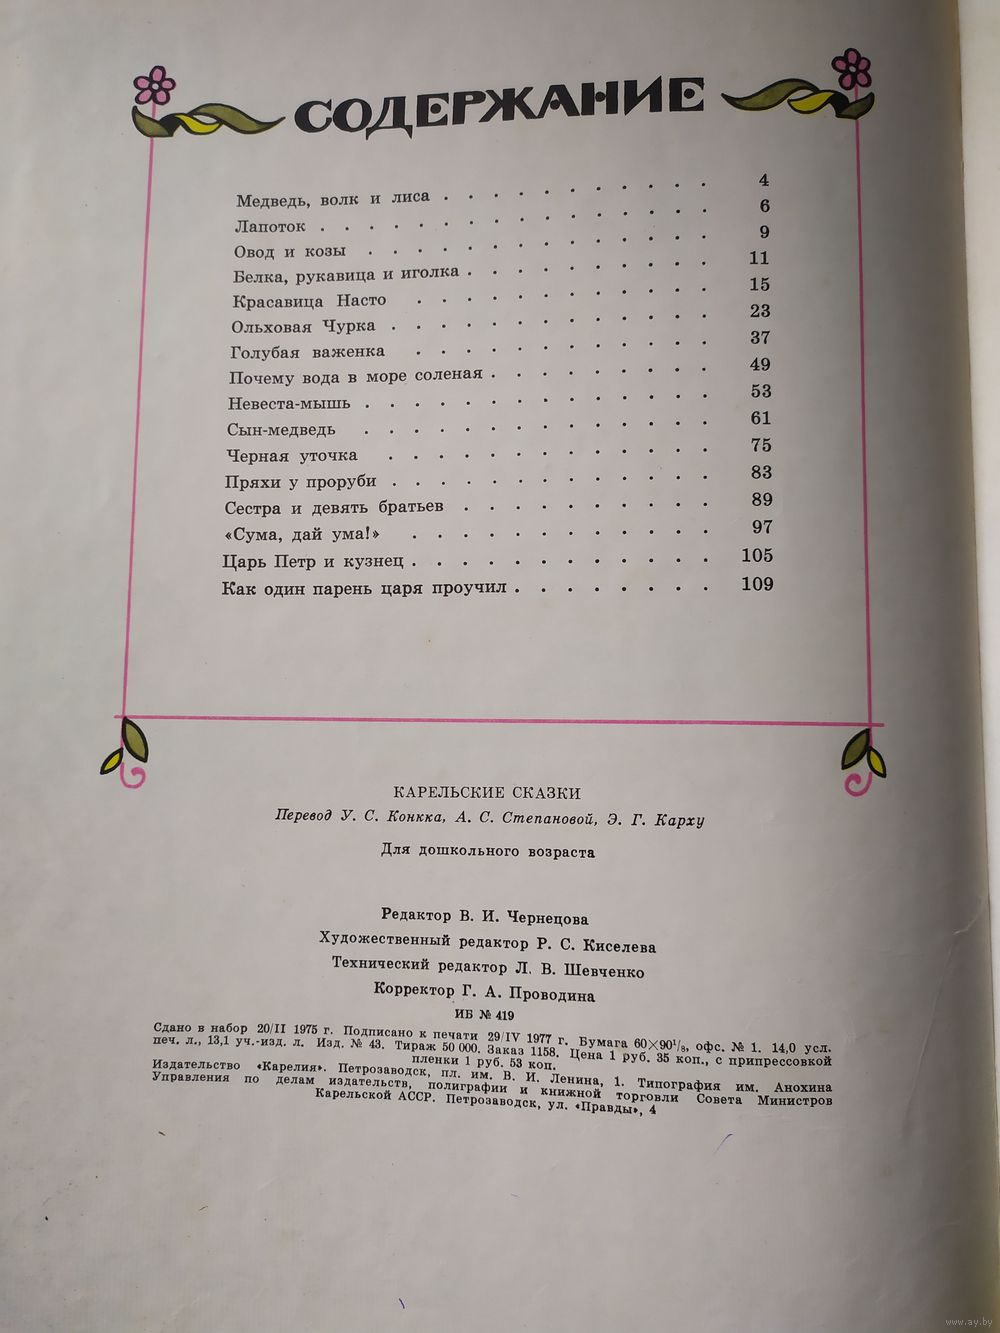 СОДЕРЖАНИЕ
Медведь, волк и лиса . . . . . . . . . . . 4
Лапоток . . . . . . . . . . . . . . . . 6
Овод и козы . . . . . . . . . . . . . . 9
Белка, рукавица и иголка . . . . . . . . . . 11
Красавица Насто . . . . . . . . . . . . 15
Ольховая Чурка . . . . . . . . . . . . . 23
Голубая важенка . . . . . . . . . . . . 37
Почему вода в море соленая . . . . . . . . . 49
Невеста-мышь . . . . . . . . . . . . . . 53
Сын-медведь . . . . . . . . . . . . . . 61
Черная уточка . . . . . . . . . . . . . 75
Пряхи у проруби . . . . . . . . . . . . . 83
Сестра и девять братьев . . . . . . . . . . 89
«Сума, дай ума!» . . . . . . . . . . . . 97
Царь Петр и кузнец . . . . . . . . . . . . 105
Как один парень царя проучил . . . . . . . . 109
КАРЕЛЬСКИЕ СКАЗКИ
Перевод У. С. Конкка, А. С. Степановой, Э. Г. Карху
Для дошкольного возраста
Редактор В. И. Чернецова
Художественный редактор Р. С. Киселева
Технический редактор Л. В. Шевченко
Корректор Г. А. Проводина
ИБ № 419
Сдано в набор 20/II 1975 г. Подписано к печати 29/IV 1977 г. Бумага 60×90¹/₈, офс. № 1. 14,0 усл.
печ. л., 13,1 уч.-изд. л. Изд. № 43. Тираж 50 000. Заказ 1158. Цена 1 руб. 35 коп., с припрессовкой
пленки 1 руб. 53 коп.
Издательство «Карелия». Петрозаводск, пл. им. В. И. Ленина, 1. Типография им. Анохина
Управления по делам издательств, полиграфии и книжной торговли Совета Министров
Карельской АССР. Петрозаводск, ул. «Правды», 4
www.ay.by